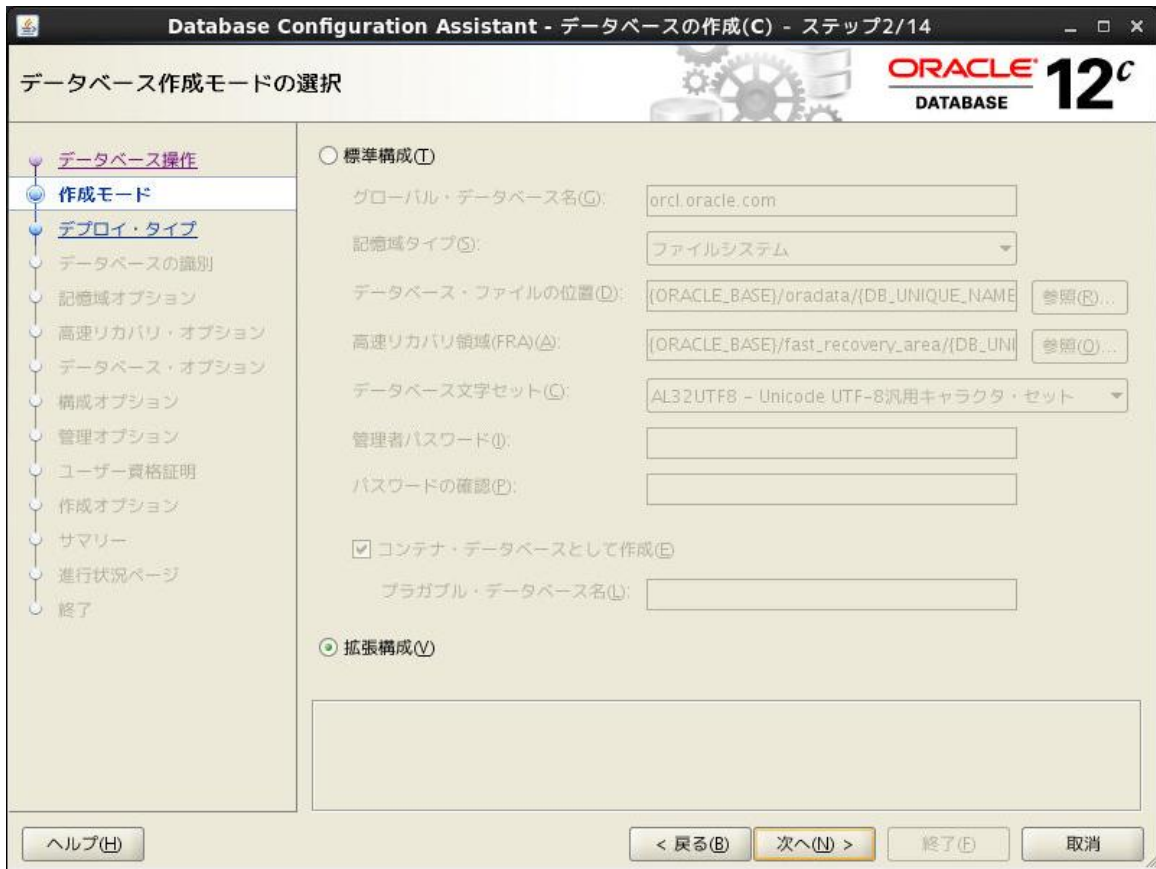 Database Configuration Assistant - データベースの作成(C) - ステップ2/14
データベース作成モードの選択
ORACLE
DATABASE
12c
データベース操作
作成モード
デプロイ・タイプ
データベースの識別
記憶域オプション
高速リカバリ・オプション
データベース・オプション
構成オプション
管理オプション
ユーザー資格証明
作成オプション
サマリー
進行状況ページ
終了
標準構成(T)
グローバル・データベース名(G): orcl.oracle.com
記憶域タイプ(S): ファイルシステム
データベース・ファイルの位置(D): {ORACLE_BASE}/oradata/{DB_UNIQUE_NAME 参照(R)...
高速リカバリ領域(FRA)(A): {ORACLE_BASE}/fast_recovery_area/{DB_UNI 参照(O)...
データベース文字セット(C): AL32UTF8 - Unicode UTF-8汎用キャラクタ・セット
管理者パスワード(I):
パスワードの確認(P):
コンテナ・データベースとして作成(E)
プラガブル・データベース名(L):
拡張構成(V)
ヘルプ(H)
< 戻る(B) 次へ(N) > 終了(F) 取消